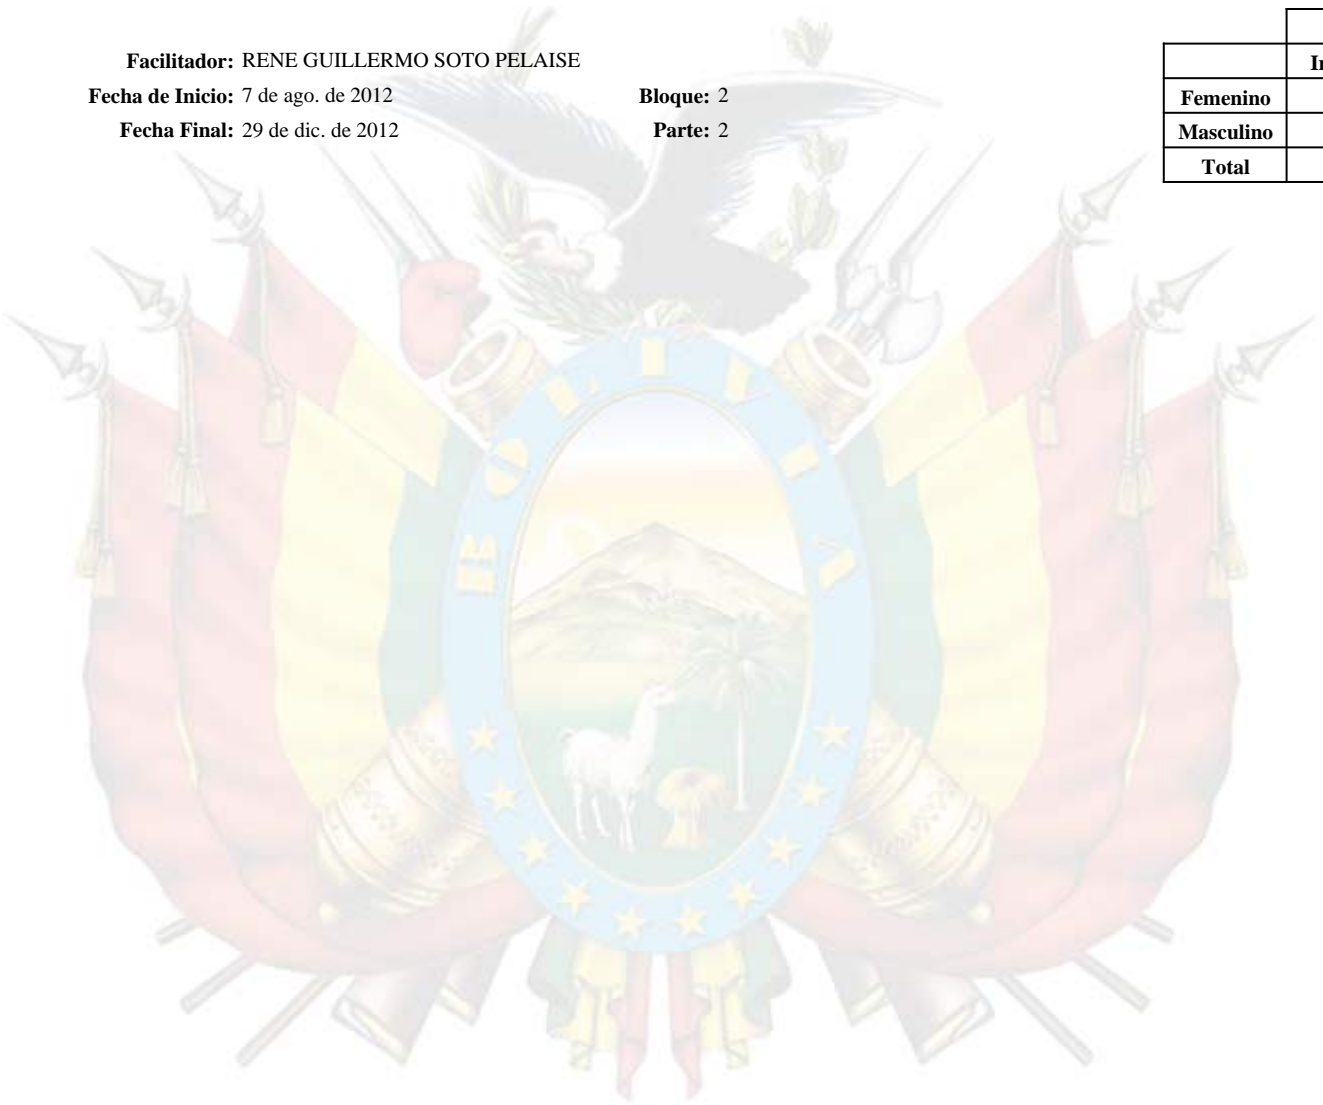 Facilitador: RENE GUILLERMO SOTO PELAISE
Fecha de Inicio: 7 de ago. de 2012 Bloque: 2
Fecha Final: 29 de dic. de 2012 Parte: 2
Femenino
Masculino
Total
BOLIVIA